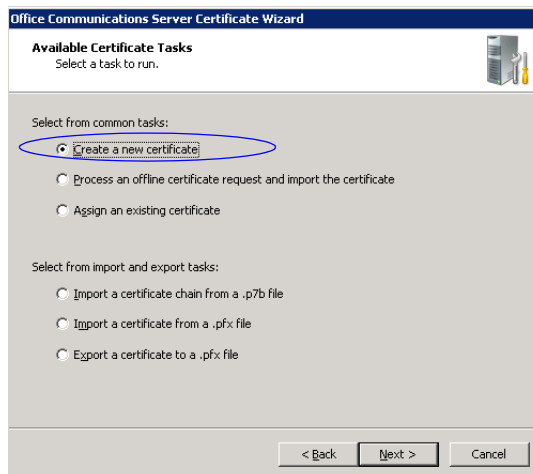 Office Communications Server Certificate Wizard
Available Certificate Tasks
Select a task to run.
Select from common tasks:
Create a new certificate
Process an offline certificate request and import the certificate
Assign an existing certificate
Select from import and export tasks:
Import a certificate chain from a .p7b file
Import a certificate from a .pfx file
Export a certificate to a .pfx file
< Back Next > Cancel